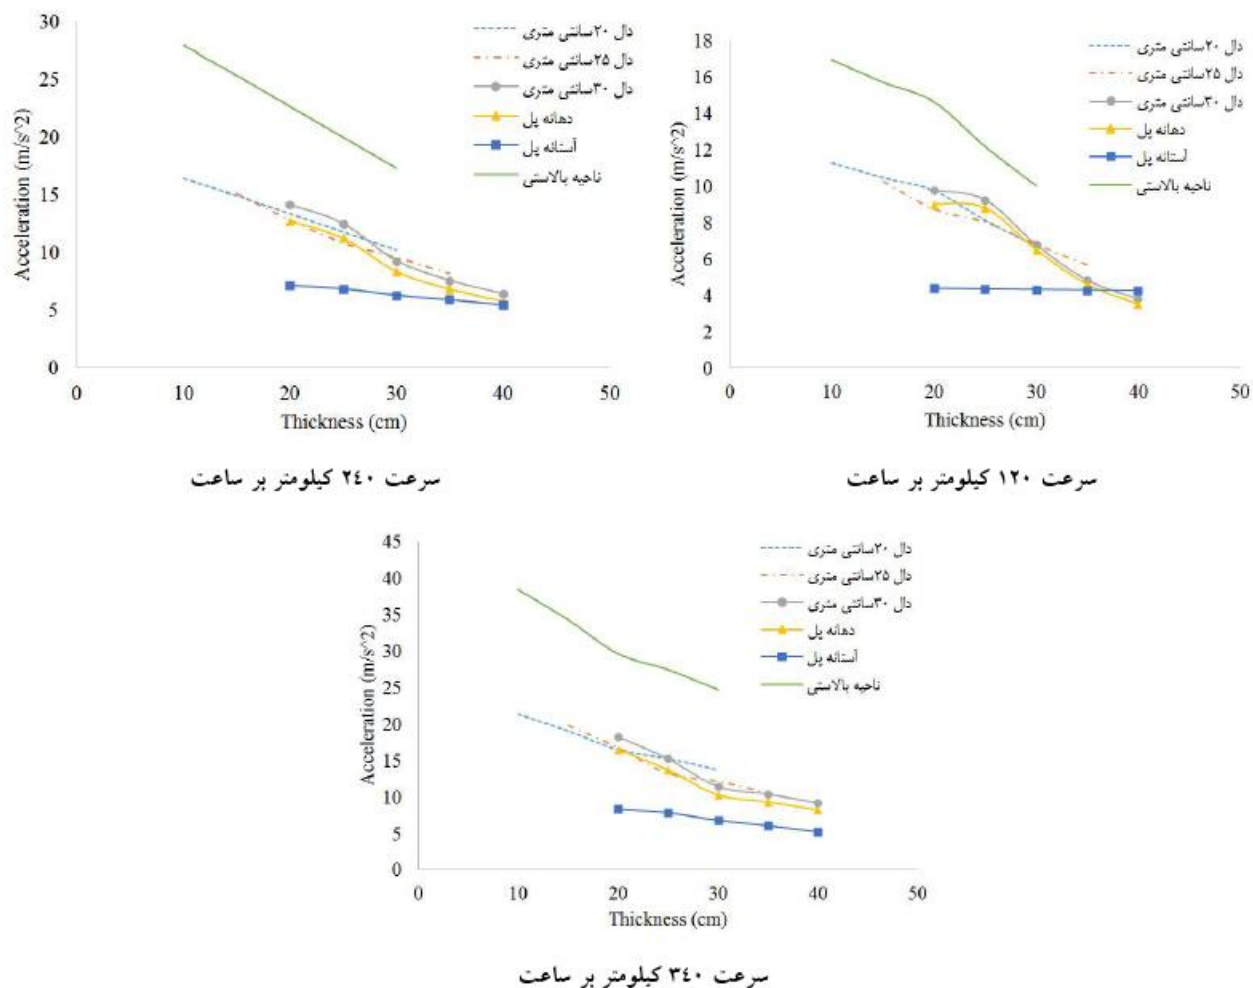 30
25
20
15
10
5
0
0 10 20 30 40 50
Acceleration (m/s^2)
Thickness (cm)
دال ۲۰سانتی متری
دال ۲۵سانتی متری
دال ۳۰سانتی متری
دهانه پل
آستانه پل
ناحیه بالاستی
سرعت ۲۴۰ کیلومتر بر ساعت
18
16
14
12
10
8
6
4
2
0
0 10 20 30 40 50
Acceleration (m/s^2)
Thickness (cm)
دال ۲۰سانتی متری
دال ۲۵سانتی متری
دال ۳۰سانتی متری
دهانه پل
آستانه پل
ناحیه بالاستی
سرعت ۱۲۰ کیلومتر بر ساعت
45
40
35
30
25
20
15
10
5
0
0 10 20 30 40 50
Acceleration (m/s^2)
Thickness (cm)
دال ۲۰سانتی متری
دال ۲۵سانتی متری
دال ۳۰سانتی متری
دهانه پل
آستانه پل
ناحیه بالاستی
سرعت ۳۴۰ کیلومتر بر ساعت